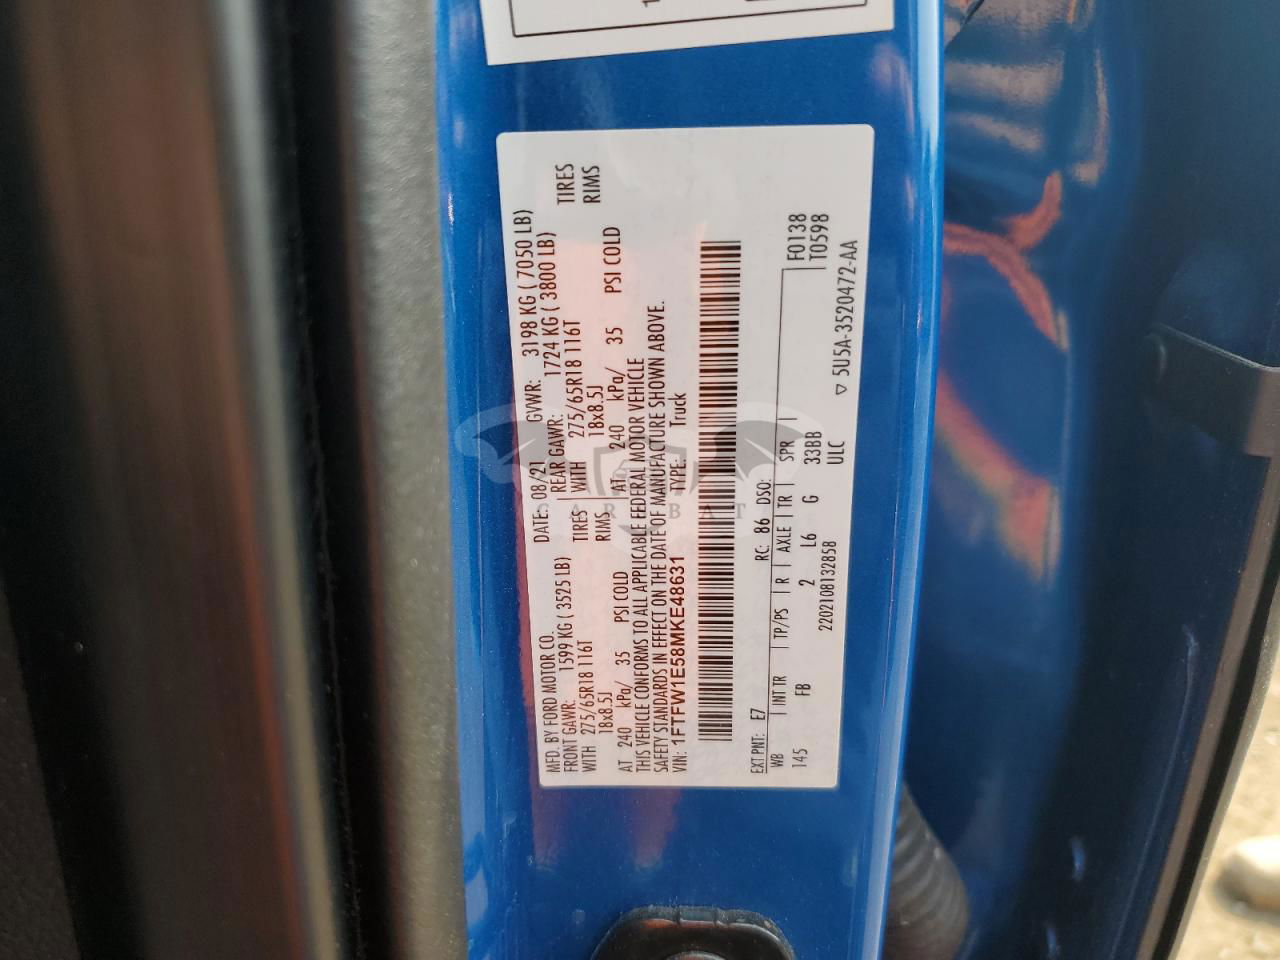 MFD. BY FORD MOTOR CO. DATE: 08/21 GVWR: 3198 KG ( 7050 LB)
FRONT GAWR: 1599 KG ( 3525 LB) REAR GAWR: 1724 KG ( 3800 LB)
WITH 275/65R18 116T TIRES WITH 275/65R18 116T TIRES
18x8.5J RIMS 18x8.5J RIMS
AT 240 kPa/ 35 PSI COLD AT 240 kPa/ 35 PSI COLD
THIS VEHICLE CONFORMS TO ALL APPLICABLE FEDERAL MOTOR VEHICLE
SAFETY STANDARDS IN EFFECT ON THE DATE OF MANUFACTURE SHOWN ABOVE.
VIN: 1FTFW1E58MKE48631 TYPE: Truck
EXT PNT: E7 RC: 86 DSO: F0138
WB INT TR TP/PS R AXLE TR SPR T0598
145 FB 2 L6 G 33BB
2202108132858 ULC
▽ 5U5A-3520472-AA
CAR BAT